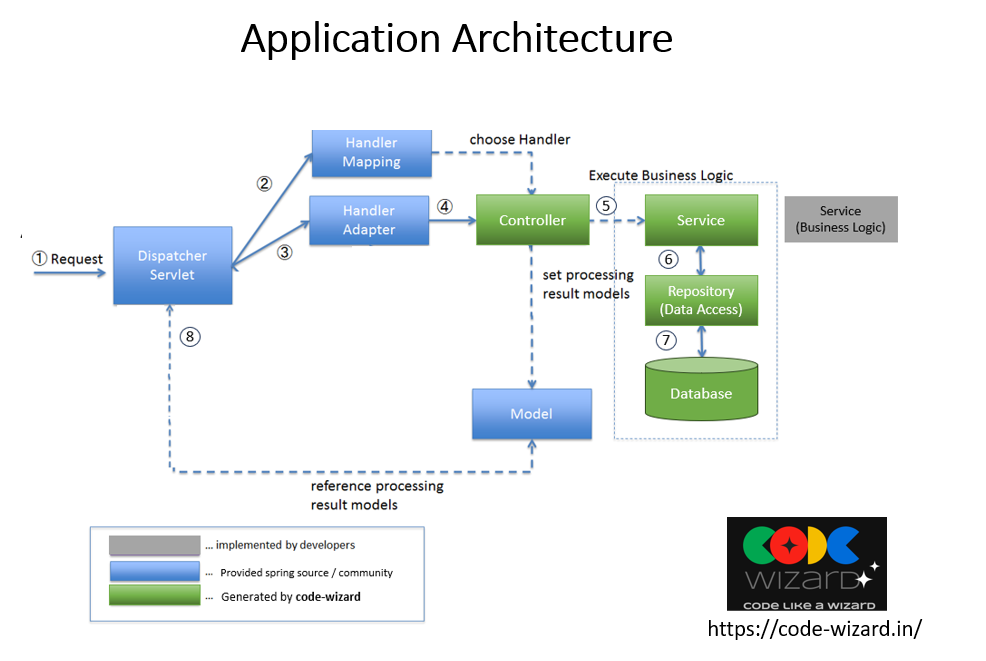 Application Architecture
Handler
Mapping
choose Handler
②
Execute Business Logic
Handler
Adapter
④
Controller
⑤
Service
Service
(Business Logic)
① Request
Dispatcher
Servlet
③
⑥
set processing
result models
Repository
(Data Access)
⑧
⑦
Database
Model
reference processing
result models
... implemented by developers
... Provided spring source / community
... Generated by code-wizard
CODC
wizard
CODE LIKE A WIZARD
https://code-wizard.in/